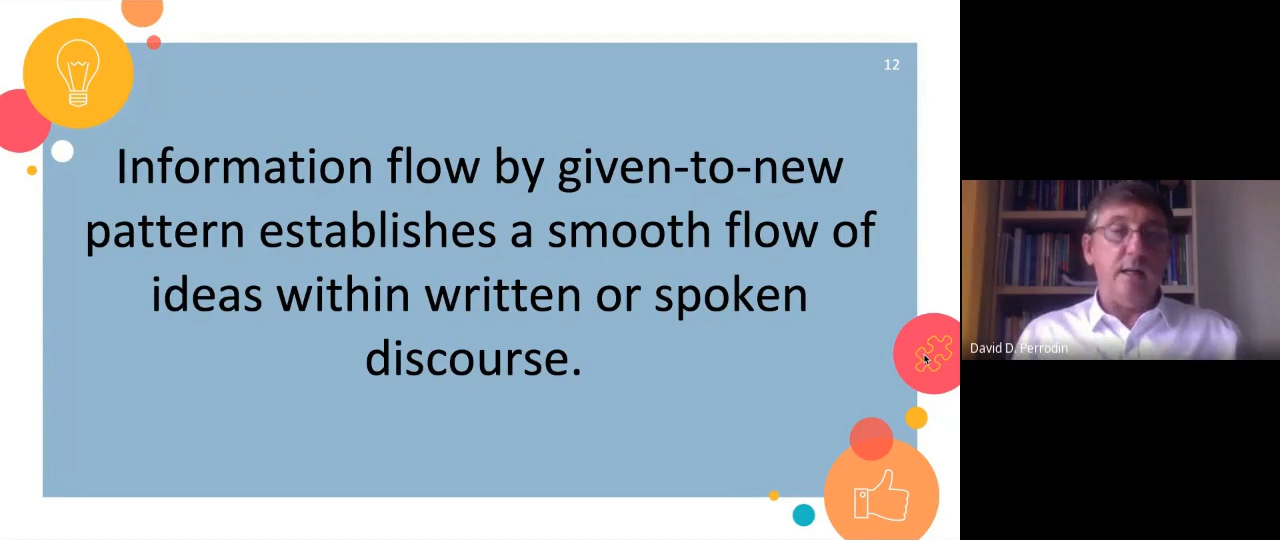 12
Information flow by given-to-new
pattern establishes a smooth flow of
ideas within written or spoken
discourse.
David D. Perrodin